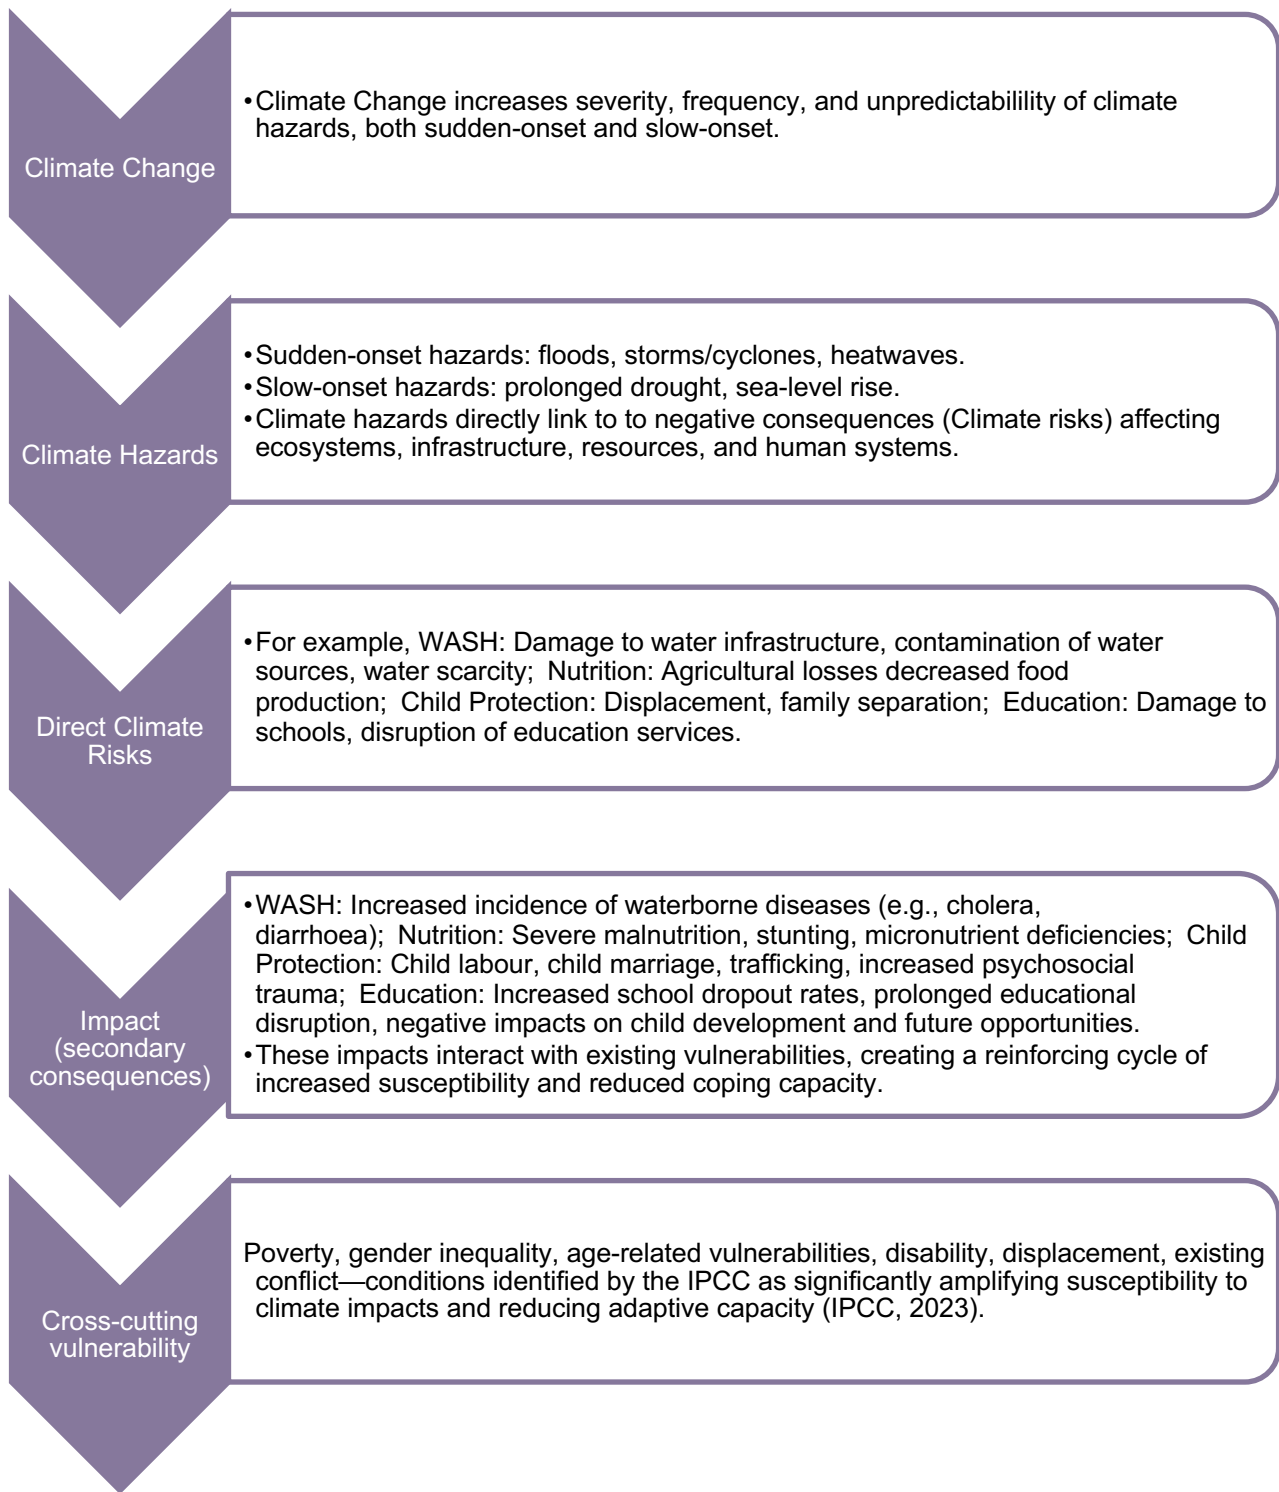 Climate Change
•Climate Change increases severity, frequency, and unpredictabilility of climate
hazards, both sudden-onset and slow-onset.
Climate Hazards
•Sudden-onset hazards: floods, storms/cyclones, heatwaves.
•Slow-onset hazards: prolonged drought, sea-level rise.
•Climate hazards directly link to to negative consequences (Climate risks) affecting
ecosystems, infrastructure, resources, and human systems.
Direct Climate
Risks
•For example, WASH: Damage to water infrastructure, contamination of water
sources, water scarcity;  Nutrition: Agricultural losses decreased food
production;  Child Protection: Displacement, family separation;  Education: Damage to
schools, disruption of education services.
Impact
(secondary
consequences)
•WASH: Increased incidence of waterborne diseases (e.g., cholera,
diarrhoea);  Nutrition: Severe malnutrition, stunting, micronutrient deficiencies;  Child
Protection: Child labour, child marriage, trafficking, increased psychosocial
trauma;  Education: Increased school dropout rates, prolonged educational
disruption, negative impacts on child development and future opportunities.
•These impacts interact with existing vulnerabilities, creating a reinforcing cycle of
increased susceptibility and reduced coping capacity.
Cross-cutting
vulnerability
Poverty, gender inequality, age-related vulnerabilities, disability, displacement, existing
conflict—conditions identified by the IPCC as significantly amplifying susceptibility to
climate impacts and reducing adaptive capacity (IPCC, 2023).